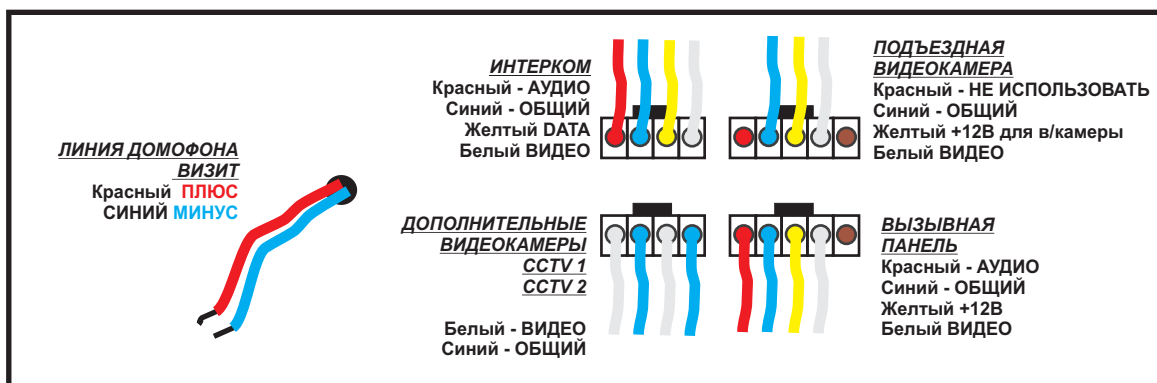 ЛИНИЯ ДОМОФОНА
ВИЗИТ
Красный ПЛЮС
СИНИЙ МИНУС
ИНТЕРКОМ
Красный - АУДИО
Синий - ОБЩИЙ
Желтый DATA
Белый ВИДЕО
ПОДЪЕЗДНАЯ
ВИДЕОКАМЕРА
Красный - НЕ ИСПОЛЬЗОВАТЬ
Синий - ОБЩИЙ
Желтый +12В для в/камеры
Белый ВИДЕО
ДОПОЛНИТЕЛЬНЫЕ
ВИДЕОКАМЕРЫ
CCTV 1
CCTV 2
Белый - ВИДЕО
Синий - ОБЩИЙ
ВЫЗЫВНАЯ
ПАНЕЛЬ
Красный - АУДИО
Синий - ОБЩИЙ
Желтый +12В
Белый ВИДЕО